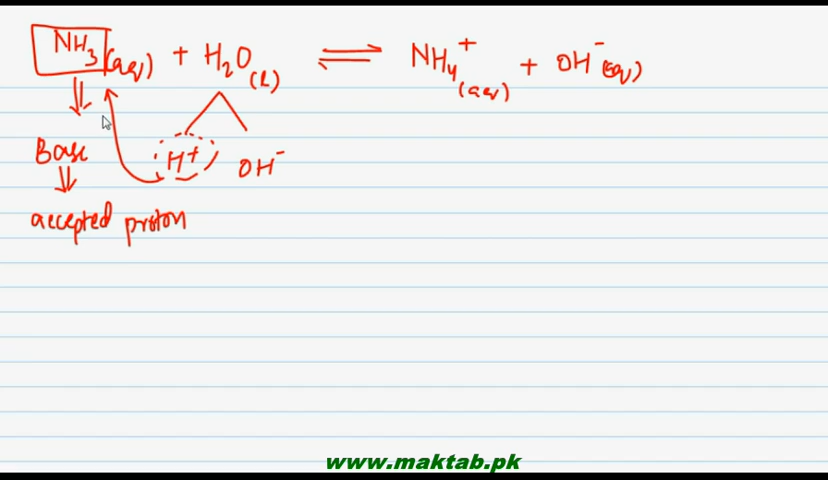 NH₃(aq) + H₂O(l) ⇌ NH₄⁺(aq) + OH⁻(aq)
H⁺ OH⁻
Base
accepted proton
www.maktab.pk